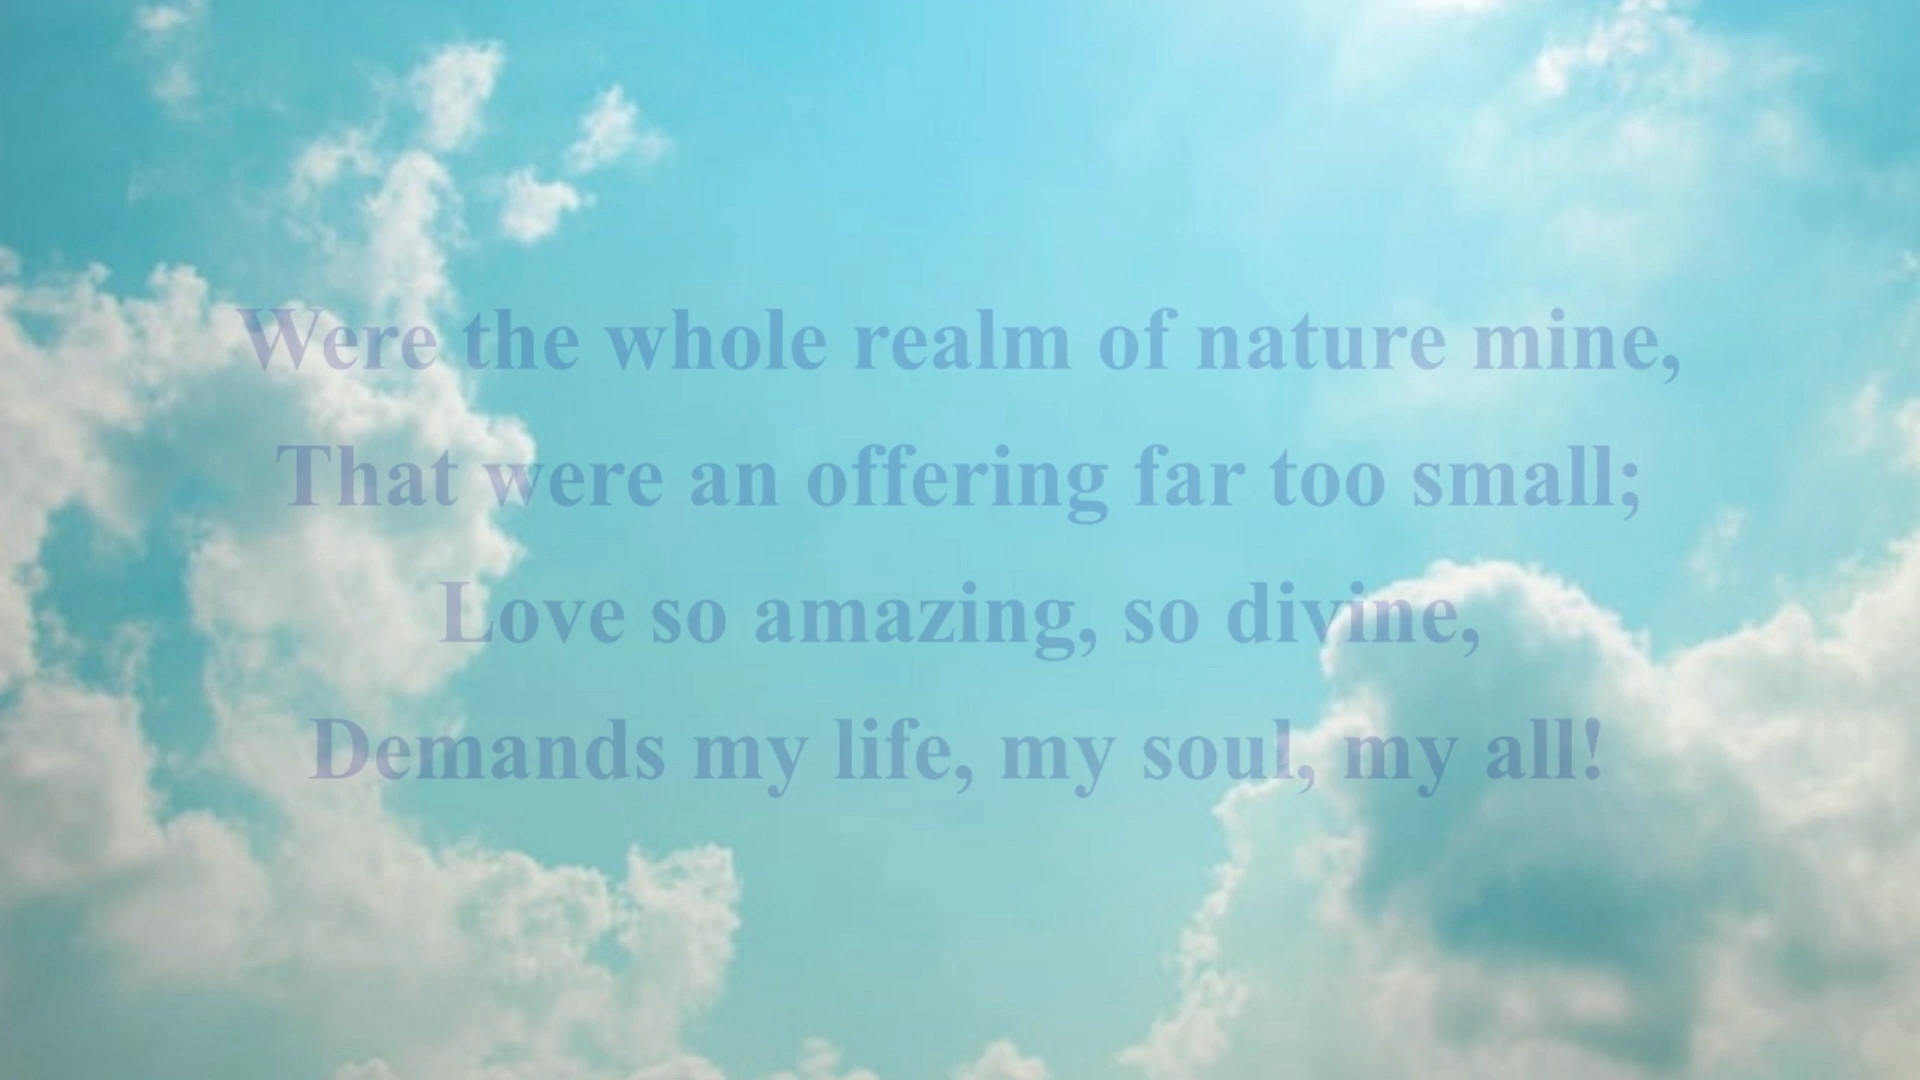 Were the whole realm of nature mine,
That were an offering far too small;
Love so amazing, so divine,
Demands my life, my soul, my all!